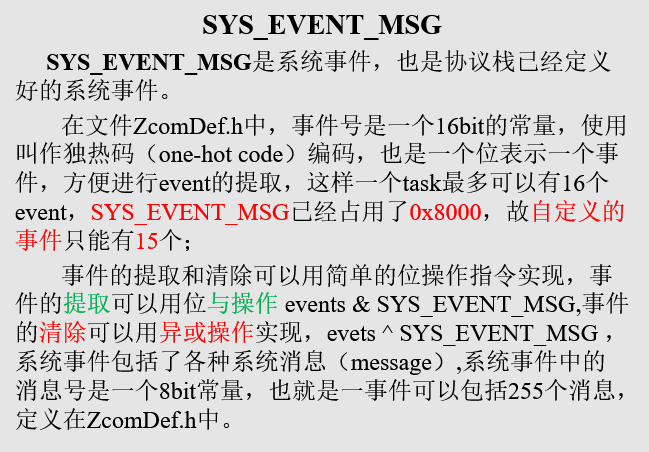 SYS_EVENT_MSG
SYS_EVENT_MSG是系统事件，也是协议栈已经定义
好的系统事件。
在文件ZcomDef.h中，事件号是一个16bit的常量，使用
叫作独热码（one-hot code）编码，也是一个位表示一个事
件，方便进行event的提取，这样一个task最多可以有16个
event，SYS_EVENT_MSG已经占用了0x8000，故自定义的
事件只能有15个；
事件的提取和清除可以用简单的位操作指令实现，事
件的提取可以用位与操作 events & SYS_EVENT_MSG,事件
的清除可以用异或操作实现，evets ^ SYS_EVENT_MSG ，
系统事件包括了各种系统消息（message）,系统事件中的
消息号是一个8bit常量，也就是一事件可以包括255个消息，
定义在ZcomDef.h中。